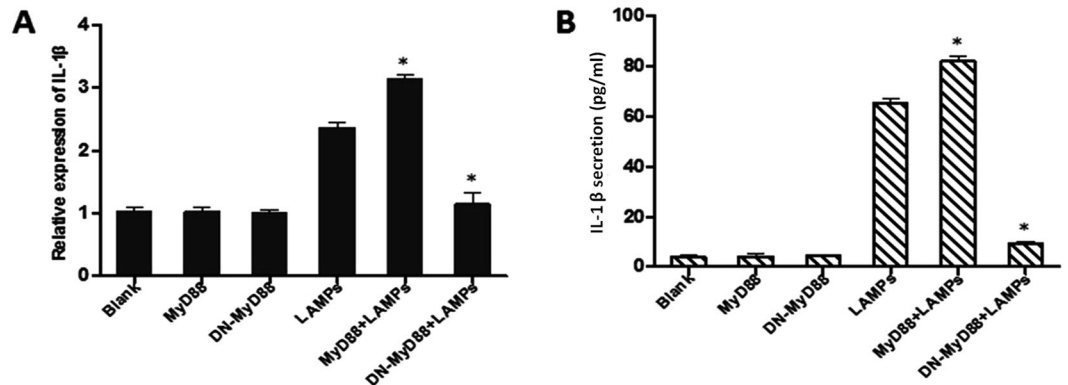 A
Relative expression of IL-1β
4
3
2
1
0
*
*
Blank
MyD88
DN-MyD88
LAMPs
MyD88+LAMPs
DN-MyD88+LAMPs
B
IL-1 β secretion (pg/ml)
100
80
60
40
20
0
*
*
Blank
MyD88
DN-MyD88
LAMPs
MyD88+LAMPs
DN-MyD88+LAMPs